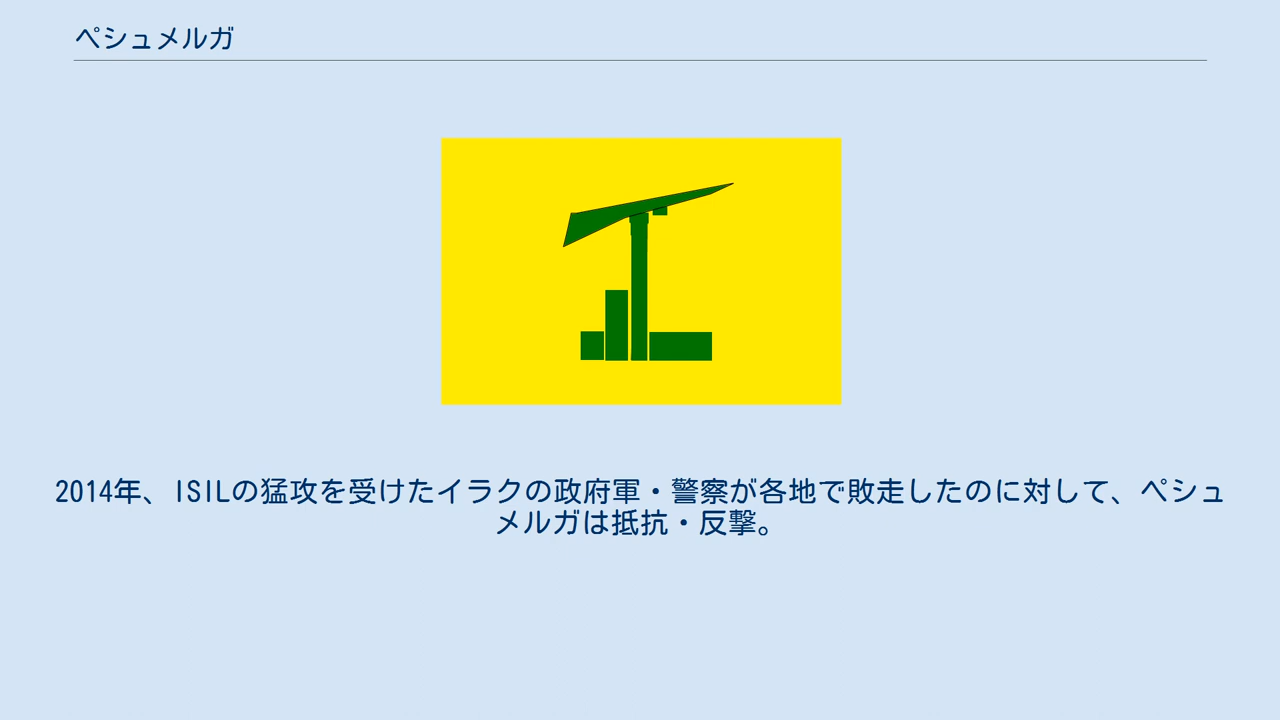 ペシュメルガ
2014年、ISILの猛攻を受けたイラクの政府軍・警察が各地で敗走したのに対して、ペシュ
メルガは抵抗・反撃。